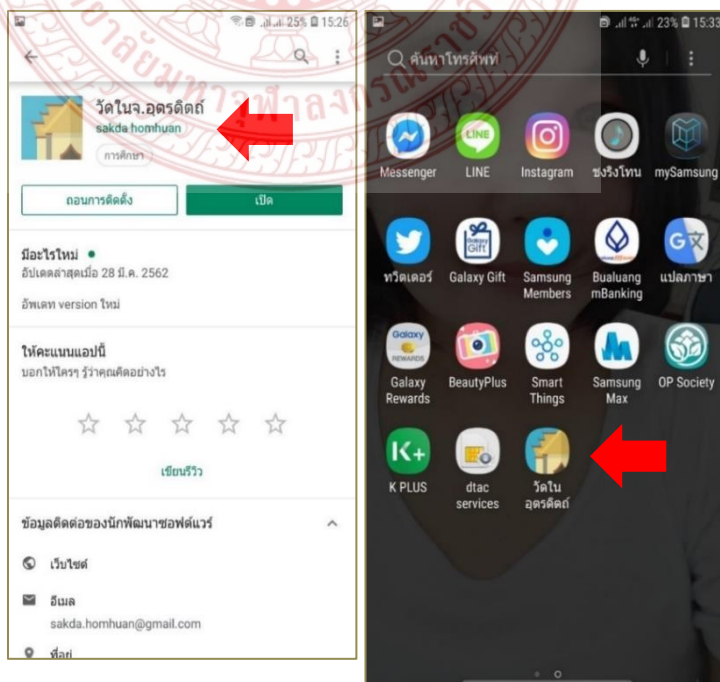 25% 15:26
วัดในจ.อุตรดิตถ์
sakda homhuan
การศึกษา
ถอนการติดตั้ง
เปิด
มีอะไรใหม่
อัปเดตล่าสุดเมื่อ 28 มี.ค. 2562
อัพเดท version ใหม่
ให้คะแนนแอปนี้
บอกให้ใครๆ รู้ว่าคุณคิดอย่างไร
เขียนรีวิว
ข้อมูลติดต่อของนักพัฒนาซอฟต์แวร์
เว็บไซต์
อีเมล
sakda.homhuan@gmail.com
ที่อยู่
23% 15:33
ค้นหาโทรศัพท์
LINE
Messenger LINE Instagram ชงริงโทน mySamsung
Galaxy
Gift
G
ทวิตเตอร์ Galaxy Gift Samsung Members Bualuang mBanking แปลภาษา
Galaxy
REWARDS
Galaxy Rewards BeautyPlus Smart Things Samsung Max OP Society
K+
K PLUS dtac services วัดใน อุตรดิตถ์